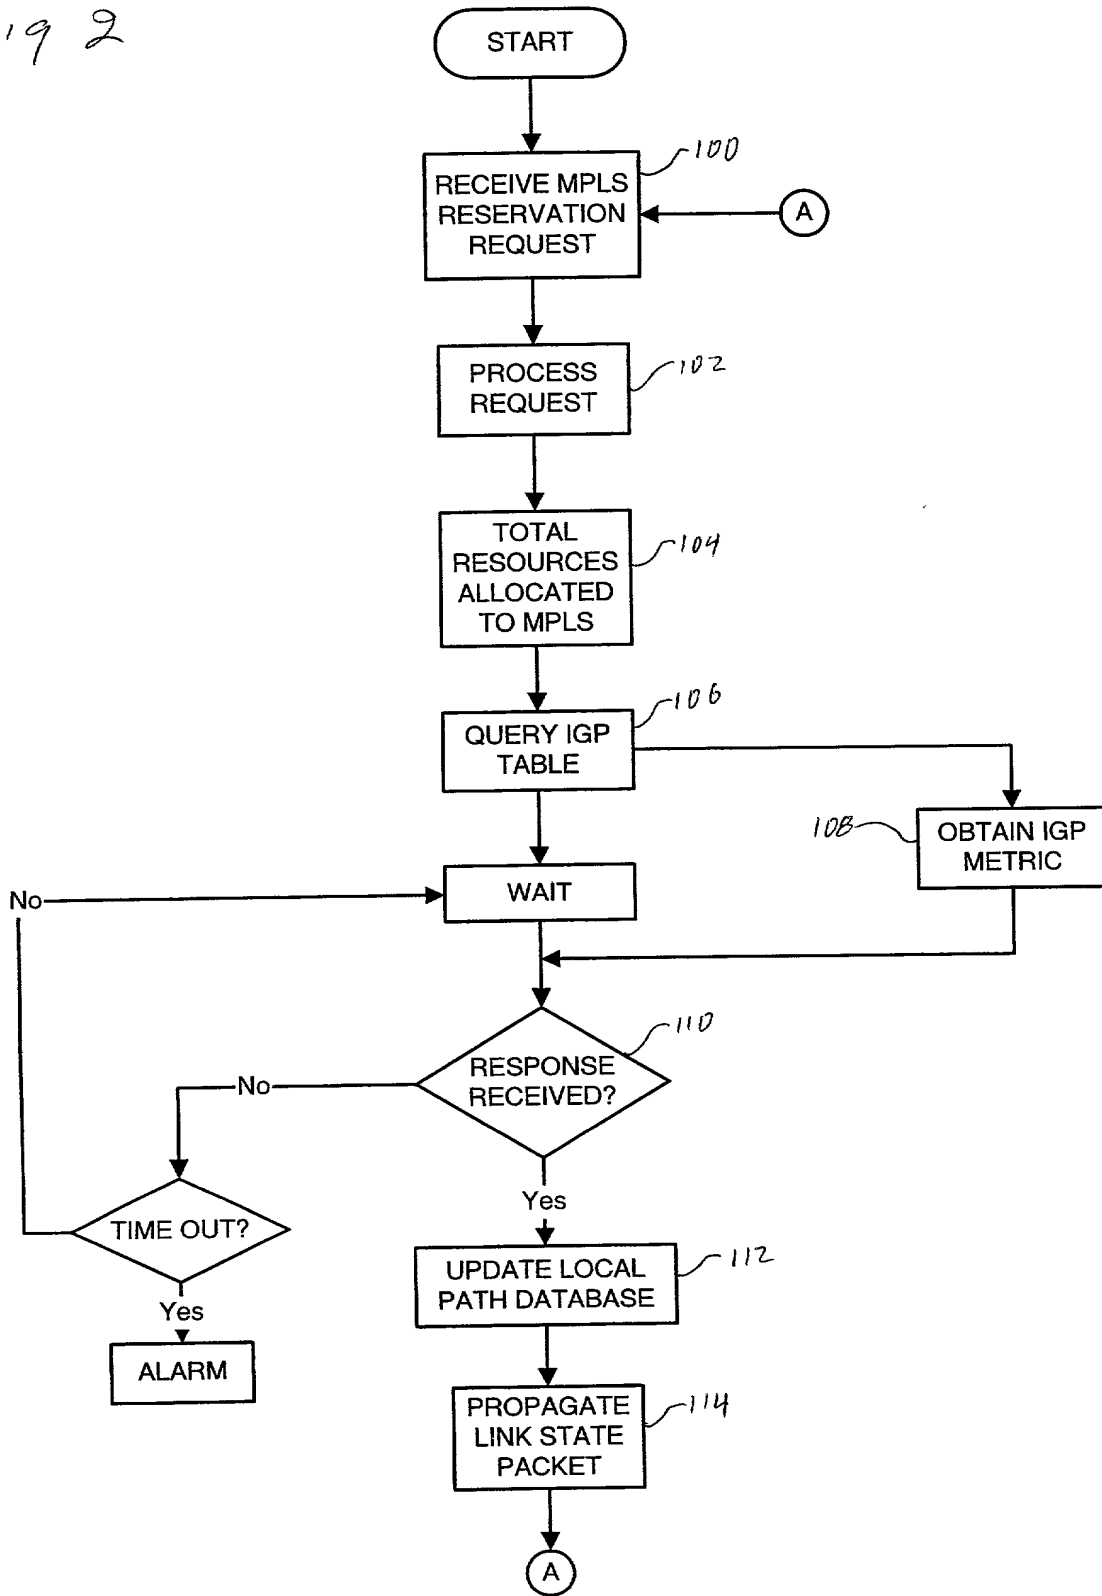 'ig 2
START
100
RECEIVE MPLS
RESERVATION
REQUEST
A
PROCESS
REQUEST
102
TOTAL
RESOURCES
ALLOCATED
TO MPLS
104
106
QUERY IGP
TABLE
108
OBTAIN IGP
METRIC
No
WAIT
110
RESPONSE
RECEIVED?
No
Yes
TIME OUT?
UPDATE LOCAL
PATH DATABASE
112
Yes
ALARM
PROPAGATE
LINK STATE
PACKET
114
A